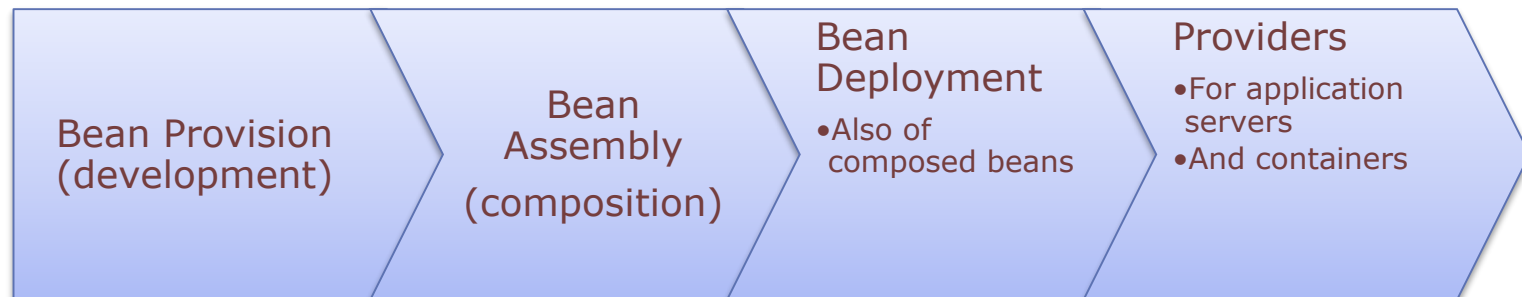 Bean Provision
(development)
Bean
Assembly
(composition)
Bean
Deployment
•Also of
composed beans
Providers
•For application
servers
•And containers